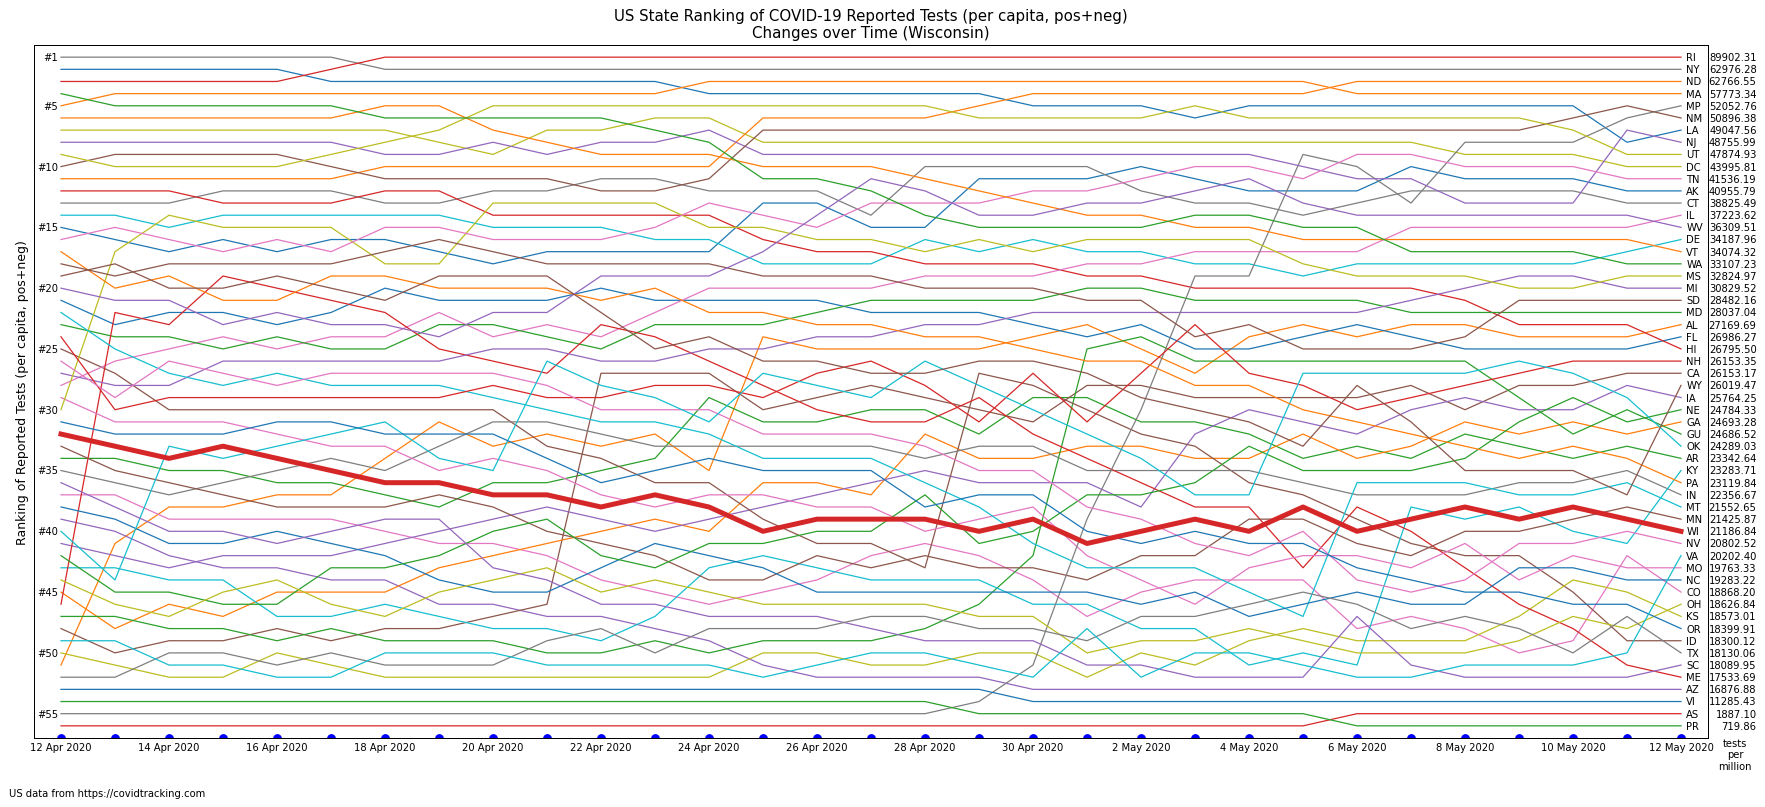 US State Ranking of COVID-19 Reported Tests (per capita, pos+neg)
Changes over Time (Wisconsin)
Ranking of Reported Tests (per capita, pos+neg)
#1
#5
#10
#15
#20
#25
#30
#35
#40
#45
#50
#55
RI 89902.31
NY 62976.28
ND 62766.55
MA 57773.34
MP 52052.76
NM 50896.38
LA 49047.56
NJ 48755.99
UT 47874.93
DC 43995.81
TN 41536.19
AK 40955.79
CT 38825.49
IL 37223.62
WV 36309.51
DE 34187.96
VT 34074.32
WA 33107.23
MS 32824.97
MI 30829.52
SD 28482.16
MD 28037.04
AL 27169.69
FL 26986.27
HI 26795.50
NH 26153.35
CA 26153.17
WY 26019.47
IA 25764.25
NE 24784.33
GA 24693.28
GU 24686.52
OK 24289.03
AR 23342.64
KY 23283.71
PA 23119.84
IN 22356.67
MT 21552.65
MN 21425.87
WI 21186.84
NV 20802.52
VA 20202.40
MO 19763.33
NC 19283.22
CO 18868.20
OH 18626.84
KS 18573.01
OR 18399.91
ID 18300.12
TX 18130.06
SC 18089.95
ME 17533.69
AZ 16876.88
VI 11285.43
AS 1887.10
PR 719.86
12 Apr 2020 14 Apr 2020 16 Apr 2020 18 Apr 2020 20 Apr 2020 22 Apr 2020 24 Apr 2020 26 Apr 2020 28 Apr 2020 30 Apr 2020 2 May 2020 4 May 2020 6 May 2020 8 May 2020 10 May 2020 12 May 2020
tests
per
million
US data from https://covidtracking.com